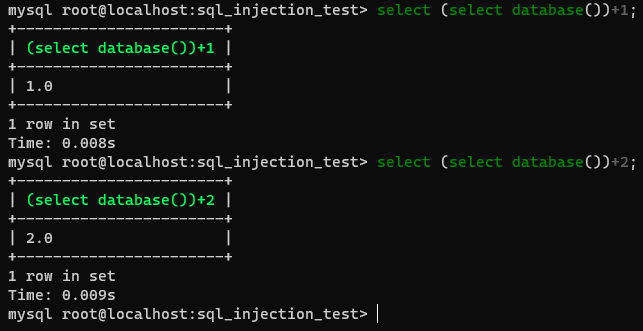 mysql root@localhost:sql_injection_test> select (select database())+1;
+-----------------------+
| (select database())+1 |
+-----------------------+
| 1.0                   |
+-----------------------+
1 row in set
Time: 0.008s
mysql root@localhost:sql_injection_test> select (select database())+2;
+-----------------------+
| (select database())+2 |
+-----------------------+
| 2.0                   |
+-----------------------+
1 row in set
Time: 0.009s
mysql root@localhost:sql_injection_test>